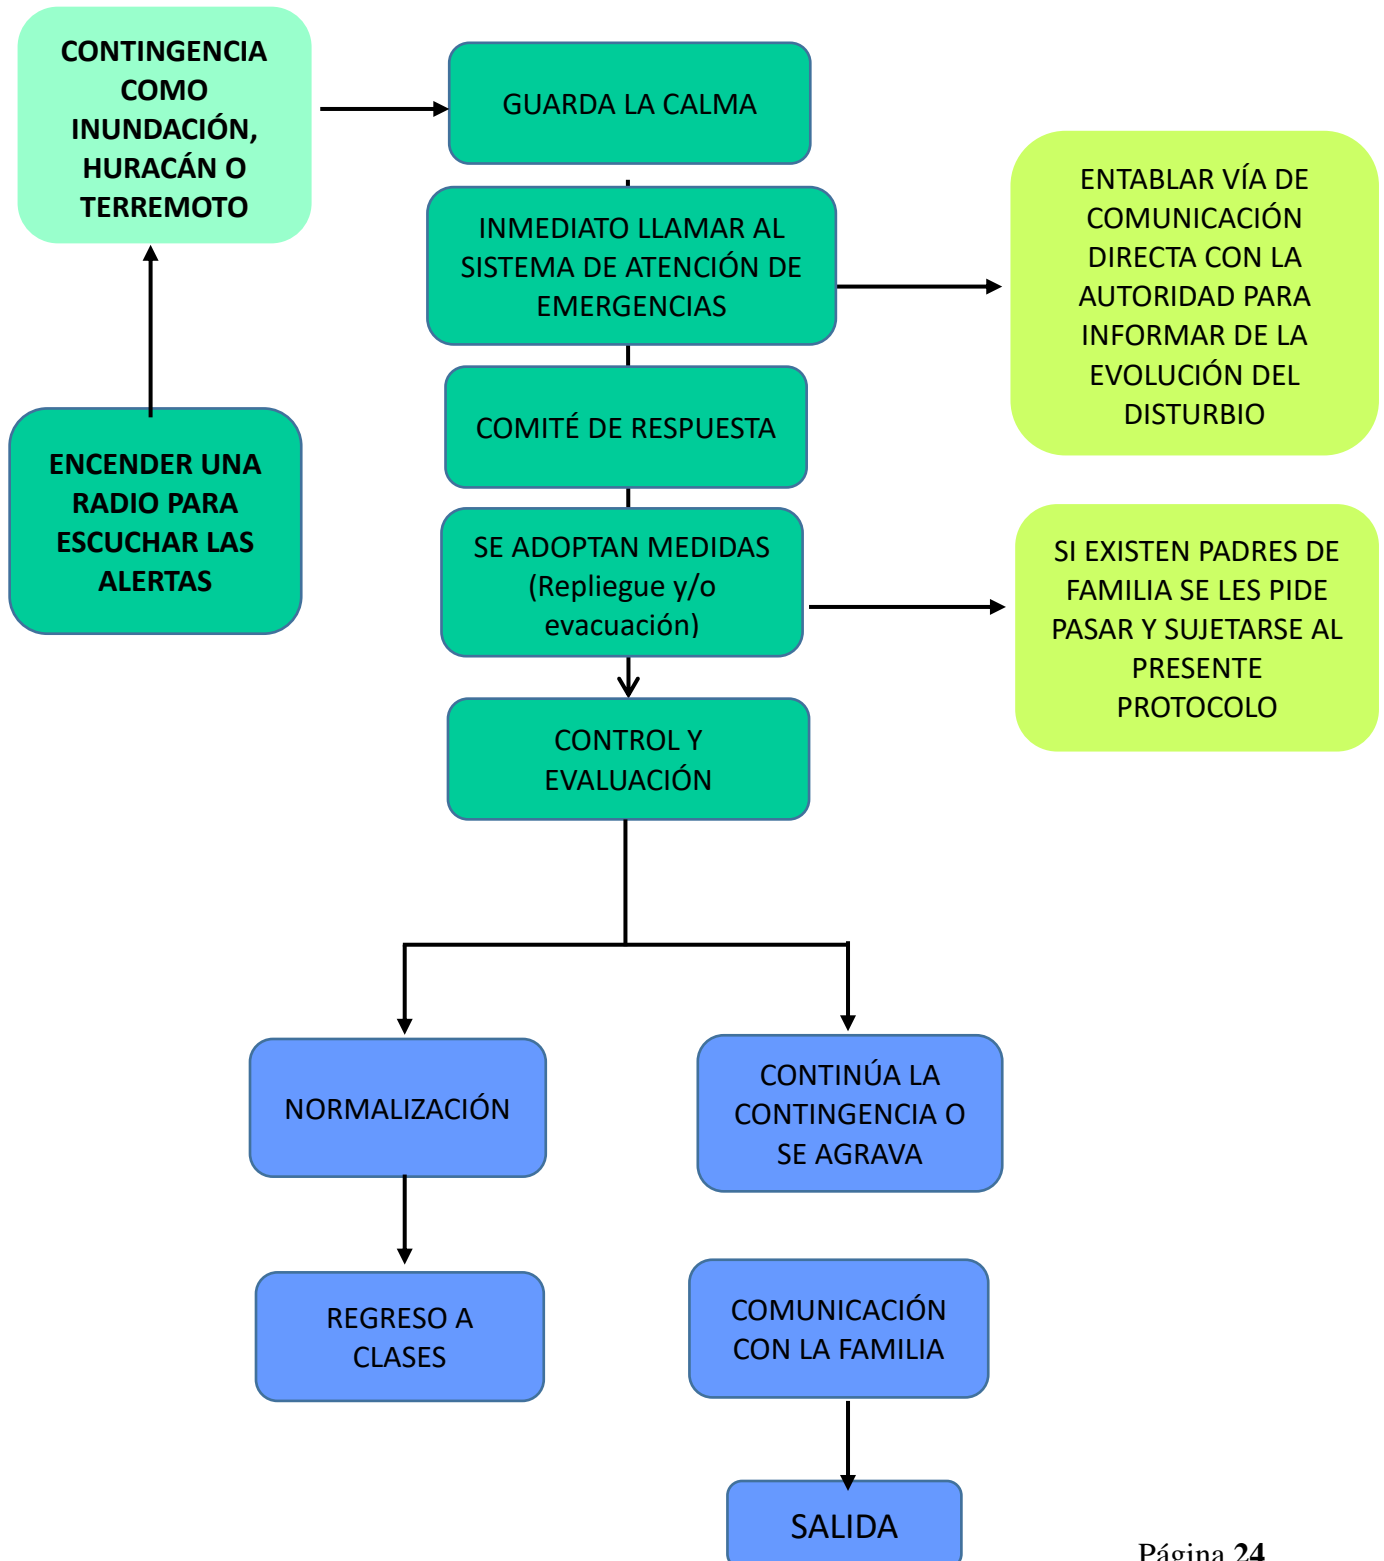 CONTINGENCIA
COMO
INUNDACIÓN,
HURACÁN O
TERREMOTO
GUARDA LA CALMA
INMEDIATO LLAMAR AL
SISTEMA DE ATENCIÓN DE
EMERGENCIAS
ENTABLAR VÍA DE
COMUNICACIÓN
DIRECTA CON LA
AUTORIDAD PARA
INFORMAR DE LA
EVOLUCIÓN DEL
DISTURBIO
COMITÉ DE RESPUESTA
ENCENDER UNA
RADIO PARA
ESCUCHAR LAS
ALERTAS
SE ADOPTAN MEDIDAS
(Repliegue y/o
evacuación)
SI EXISTEN PADRES DE
FAMILIA SE LES PIDE
PASAR Y SUJETARSE AL
PRESENTE
PROTOCOLO
CONTROL Y
EVALUACIÓN
NORMALIZACIÓN
CONTINÚA LA
CONTINGENCIA O
SE AGRAVA
REGRESO A
CLASES
COMUNICACIÓN
CON LA FAMILIA
SALIDA
Página 24